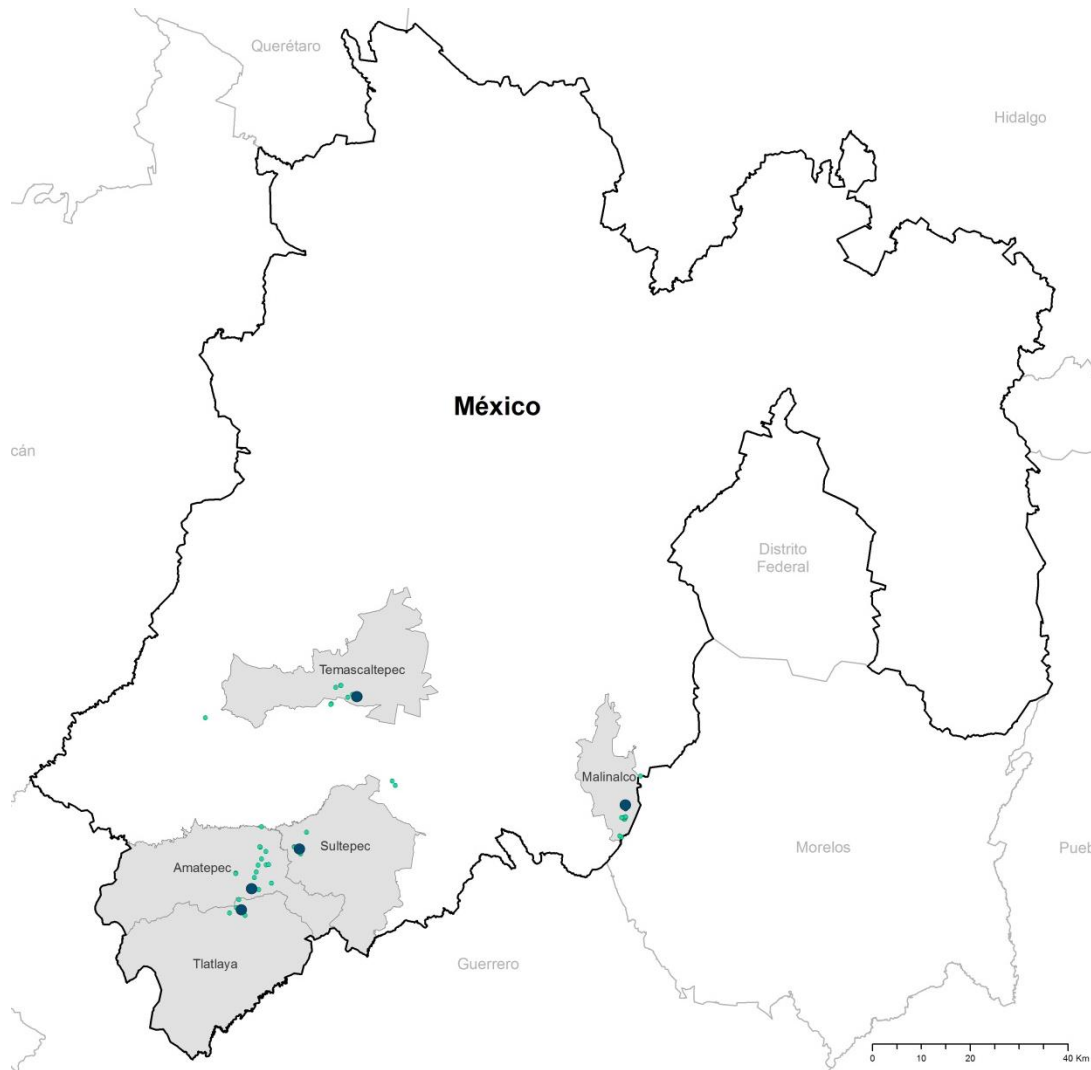 Querétaro
Hidalgo
México
cán
Distrito
Federal
Temascaltepec
Malinalco
Sultepec
Amatepec
Morelos
Pueb
Tlatlaya
Guerrero
0 10 20 40 Km